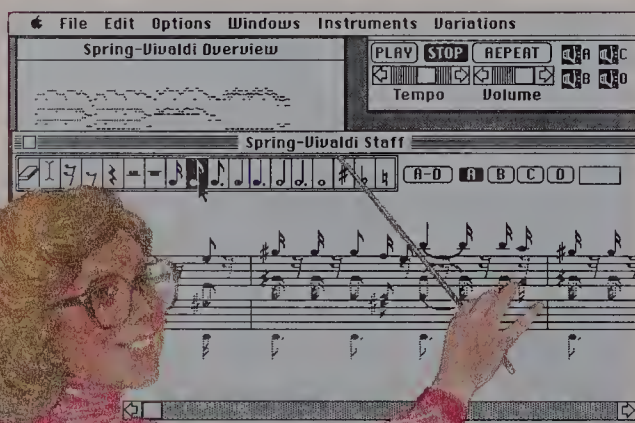 File Edit Options Windows Instruments Variations
Spring-Vivaldi Overview
PLAY STOP REPEAT
A C
B D
Tempo Volume
Spring-Vivaldi Staff
A-D A B C D